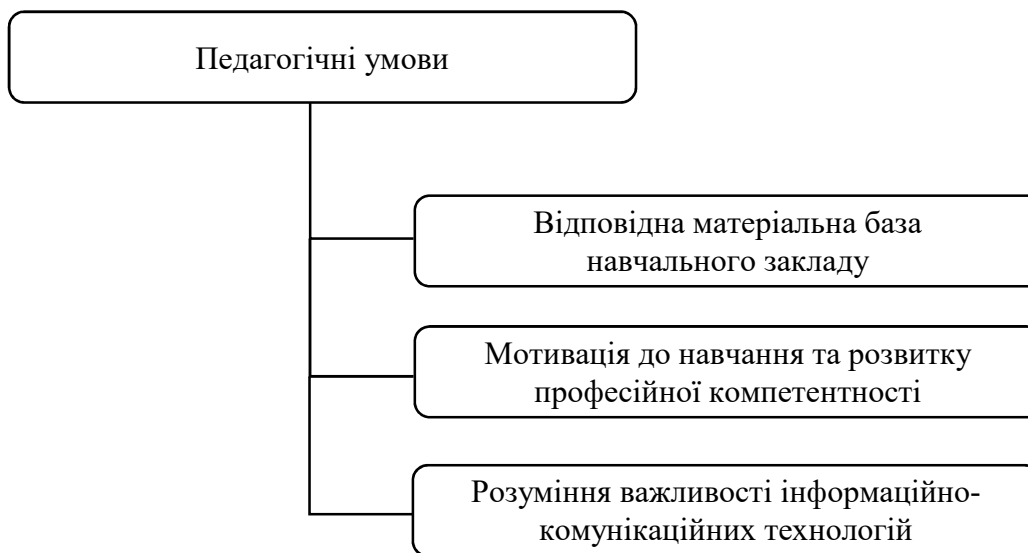 Педагогічні умови
Відповідна матеріальна база
навчального закладу
Мотивація до навчання та розвитку
професійної компетентності
Розуміння важливості інформаційно-
комунікаційних технологій